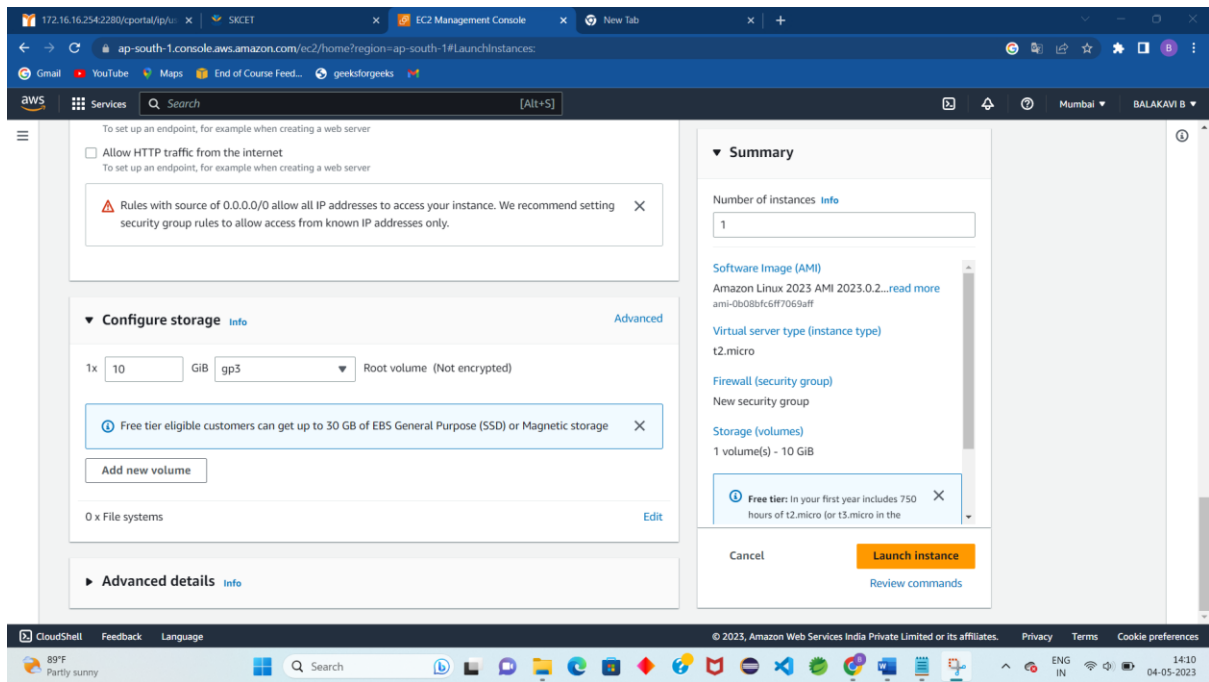 172.16.16.254:2280/cportal/ip/us
SKCET
EC2 Management Console
New Tab
ap-south-1.console.aws.amazon.com/ec2/home?region=ap-south-1#LaunchInstances:
B
Gmail YouTube Maps End of Course Feed... geeksforgeeks
aws Services Search [Alt+S] Mumbai BALAKAVI B
To set up an endpoint, for example when creating a web server
Allow HTTP traffic from the internet
To set up an endpoint, for example when creating a web server
Rules with source of 0.0.0.0/0 allow all IP addresses to access your instance. We recommend setting
security group rules to allow access from known IP addresses only.
Configure storage Info Advanced
1x 10 GiB gp3 Root volume (Not encrypted)
Free tier eligible customers can get up to 30 GB of EBS General Purpose (SSD) or Magnetic storage
Add new volume
0 x File systems Edit
Advanced details Info
Summary
Number of instances Info
1
Software Image (AMI)
Amazon Linux 2023 AMI 2023.0.2...read more
ami-0b08bfc6ff7069aff
Virtual server type (instance type)
t2.micro
Firewall (security group)
New security group
Storage (volumes)
1 volume(s) - 10 GiB
Free tier: In your first year includes 750
hours of t2.micro (or t3.micro in the
Cancel Launch instance
Review commands
CloudShell Feedback Language © 2023, Amazon Web Services India Private Limited or its affiliates. Privacy Terms Cookie preferences
89°F
Partly sunny
Search
ENG
IN
14:10
04-05-2023